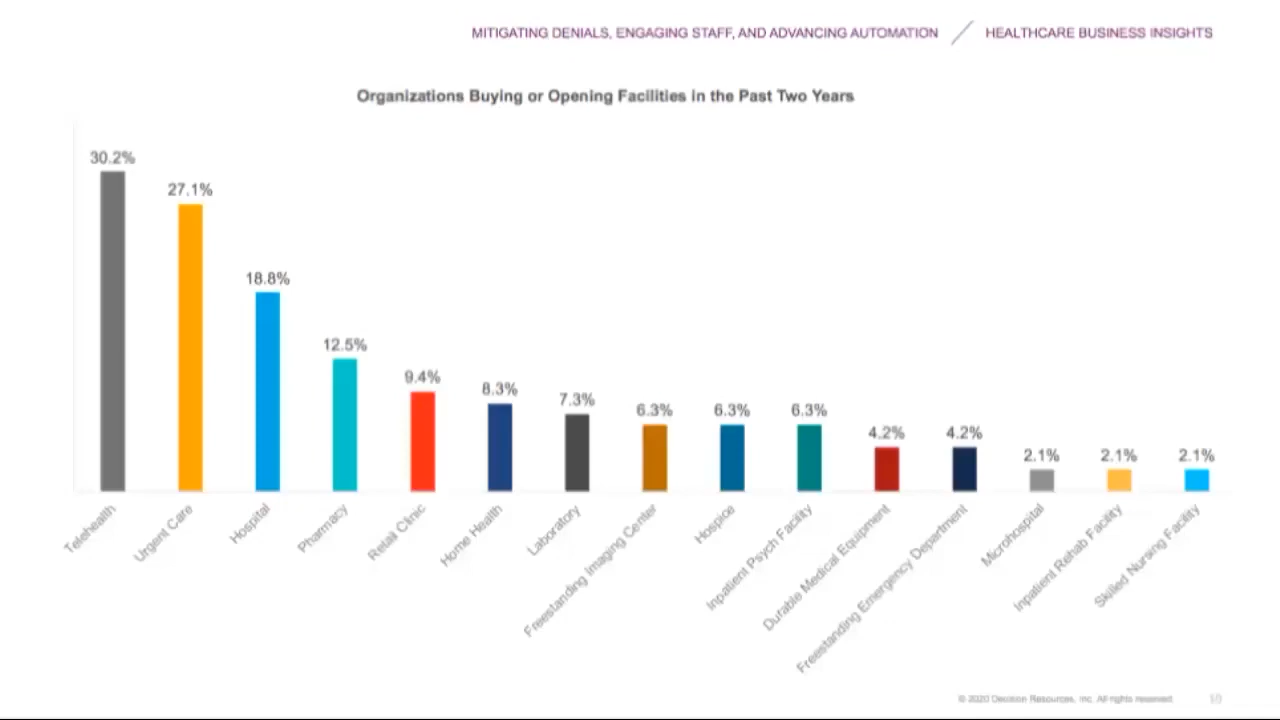 MITIGATING DENIALS, ENGAGING STAFF, AND ADVANCING AUTOMATION / HEALTHCARE BUSINESS INSIGHTS
Organizations Buying or Opening Facilities in the Past Two Years
30.2%
27.1%
18.8%
12.5%
9.4%
8.3%
7.3%
6.3%
6.3%
6.3%
4.2%
4.2%
2.1%
2.1%
2.1%
Telehealth
Urgent Care
Hospital
Pharmacy
Retail Clinic
Home Health
Laboratory
Freestanding Imaging Center
Hospice
Inpatient Psych Facility
Durable Medical Equipment
Freestanding Emergency Department
Microhospital
Inpatient Rehab Facility
Skilled Nursing Facility
© 2020 Decision Resources, Inc. All rights reserved
10